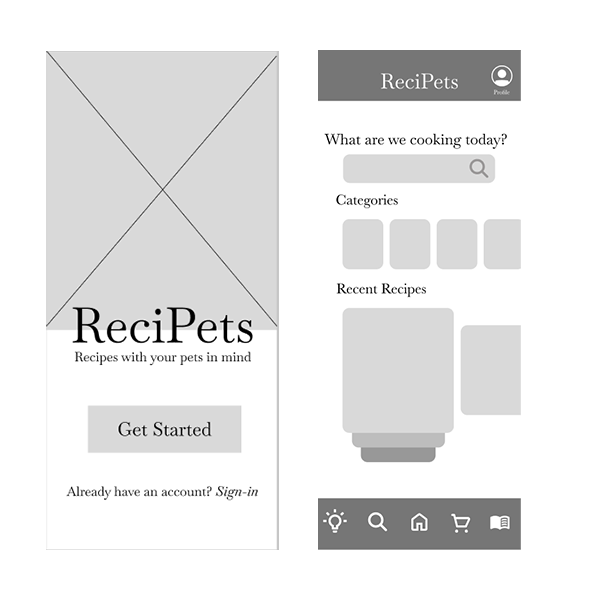 ReciPets
Recipes with your pets in mind
Get Started
Already have an account? Sign-in
ReciPets
Profile
What are we cooking today?
Categories
Recent Recipes